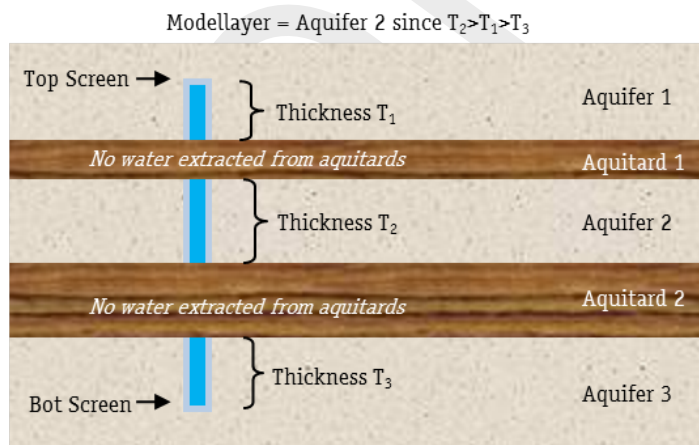 Modellayer = Aquifer 2 since T₂>T₁>T₃
Top Screen
Thickness T₁
Aquifer 1
No water extracted from aquitards
Aquitard 1
Thickness T₂
Aquifer 2
No water extracted from aquitards
Aquitard 2
Thickness T₃
Bot Screen
Aquifer 3